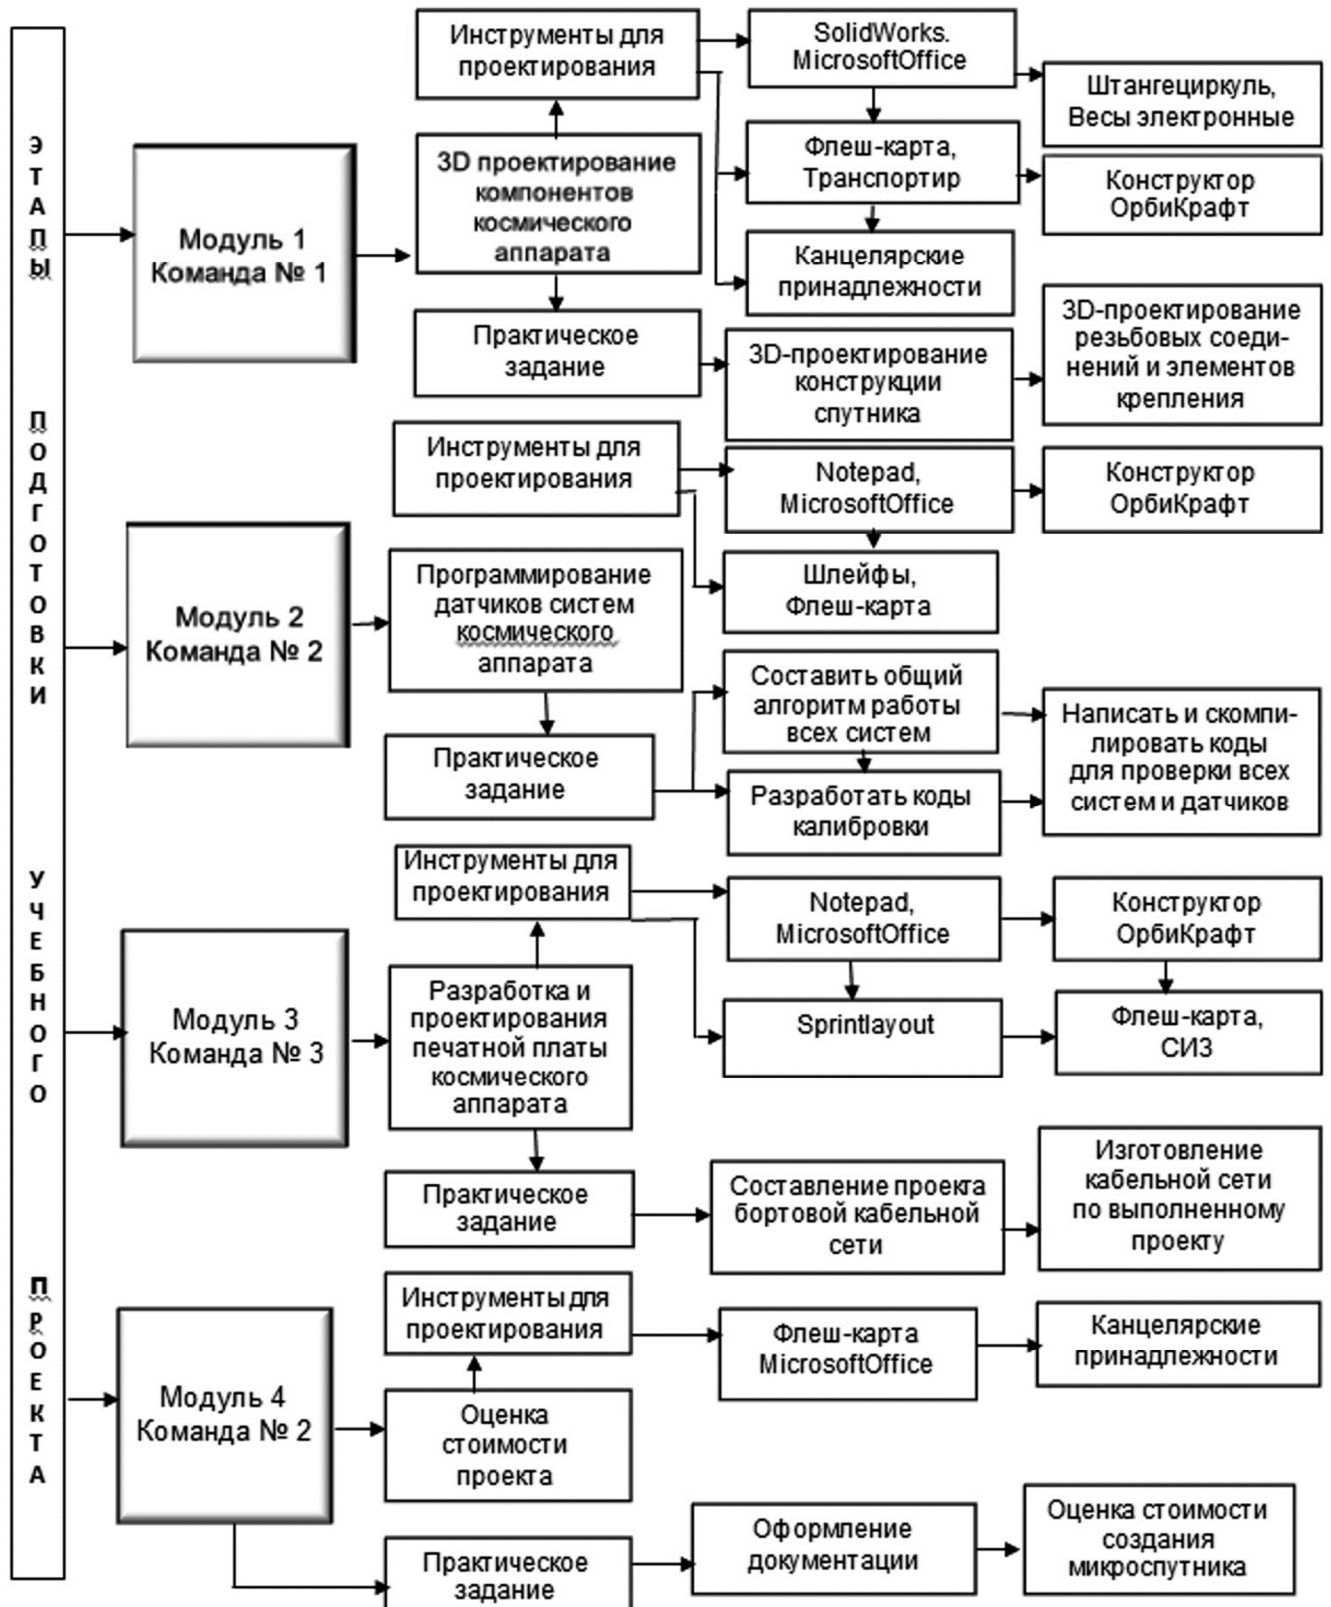 ЭТАПЫ
ПОДГОТОВКИ
УЧЕБНОГО
ПРОЕКТА
Модуль 1
Команда № 1
Инструменты для
проектирования
SolidWorks.
MicrosoftOffice
Штангециркуль,
Весы электронные
3D проектирование
компонентов
космического
аппарата
Флеш-карта,
Транспортир
Конструктор
ОрбиКрафт
Канцелярские
принадлежности
Практическое
задание
3D-проектирование
конструкции
спутника
3D-проектирование
резьбовых соеди-
нений и элементов
крепления
Модуль 2
Команда № 2
Инструменты для
проектирования
Notepad,
MicrosoftOffice
Конструктор
ОрбиКрафт
Программирование
датчиков систем
космического
аппарата
Шлейфы,
Флеш-карта
Практическое
задание
Составить общий
алгоритм работы
всех систем
Разработать коды
калибровки
Написать и скомпи-
лировать коды
для проверки всех
систем и датчиков
Модуль 3
Команда № 3
Инструменты для
проектирования
Notepad,
MicrosoftOffice
Конструктор
ОрбиКрафт
Разработка и
проектирования
печатной платы
космического
аппарата
Sprintlayout
Флеш-карта,
СИЗ
Практическое
задание
Составление проекта
бортовой кабельной
сети
Изготовление
кабельной сети
по выполненному
проекту
Модуль 4
Команда № 2
Инструменты для
проектирования
Флеш-карта
MicrosoftOffice
Канцелярские
принадлежности
Оценка
стоимости
проекта
Практическое
задание
Оформление
документации
Оценка стоимости
создания
микроспутника